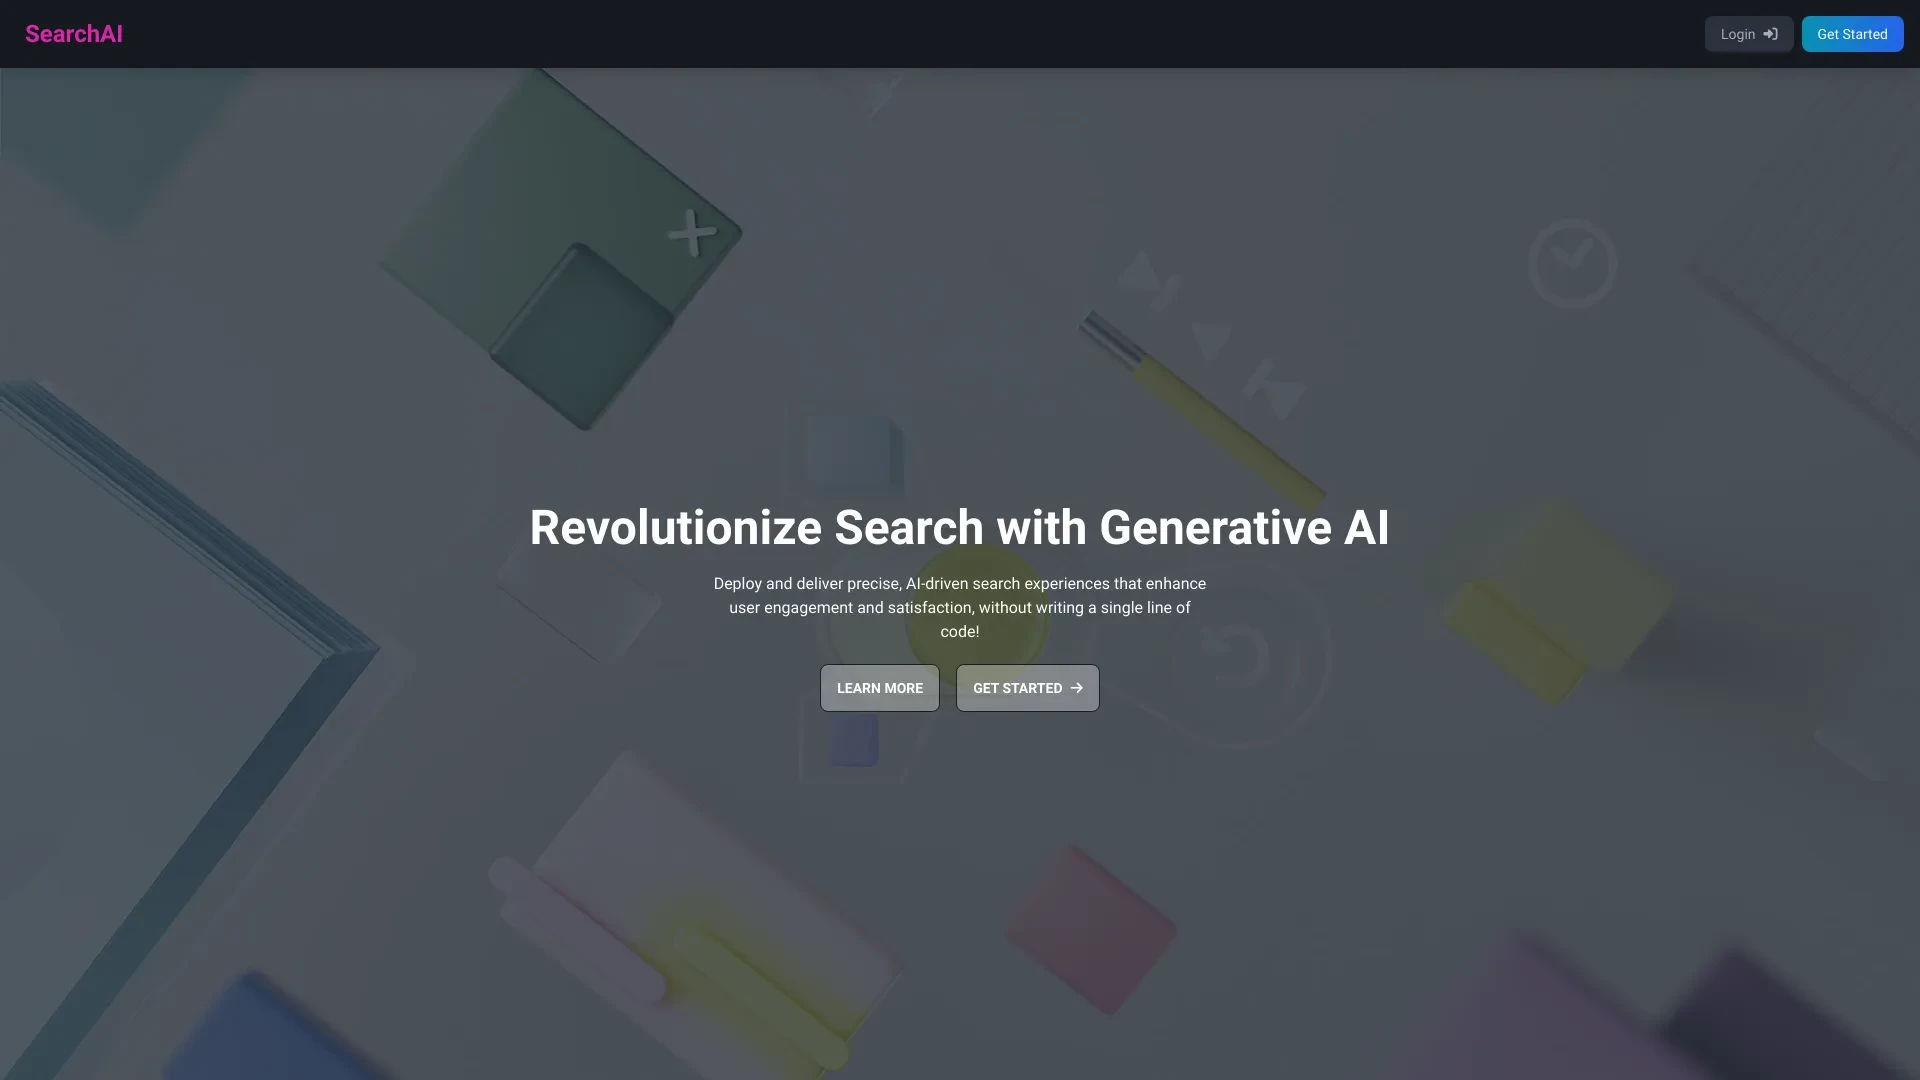 SearchAI
Login
Get Started
Revolutionize Search with Generative AI
Deploy and deliver precise, AI-driven search experiences that enhance
user engagement and satisfaction, without writing a single line of
code!
LEARN MORE
GET STARTED